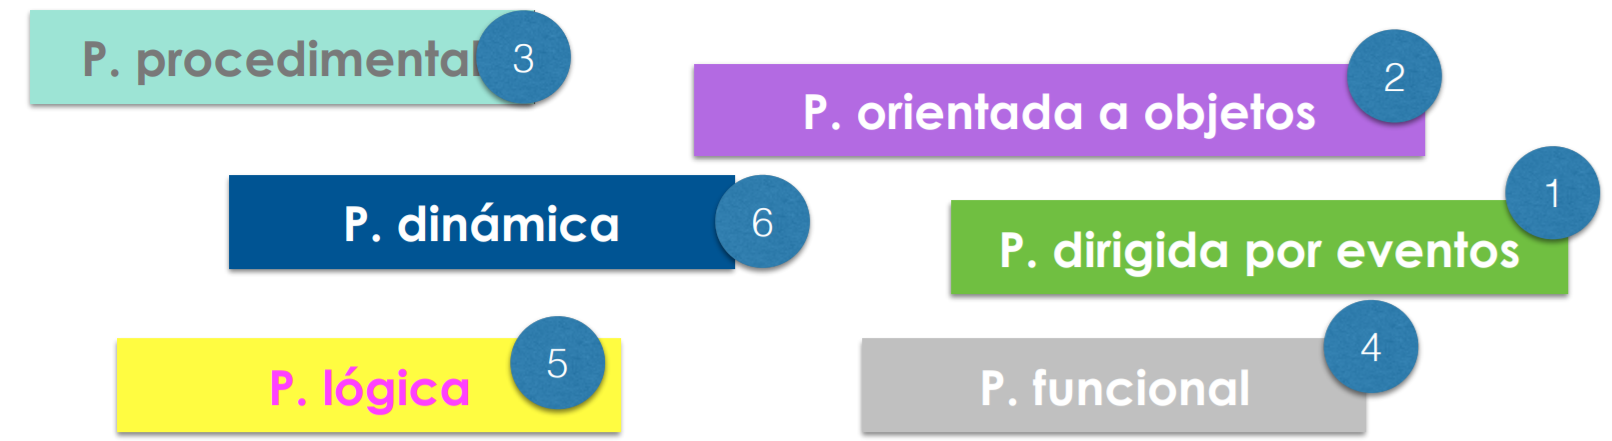 P. procedimental
3
P. orientada a objetos
2
P. dinámica
6
P. dirigida por eventos
1
P. lógica
5
P. funcional
4